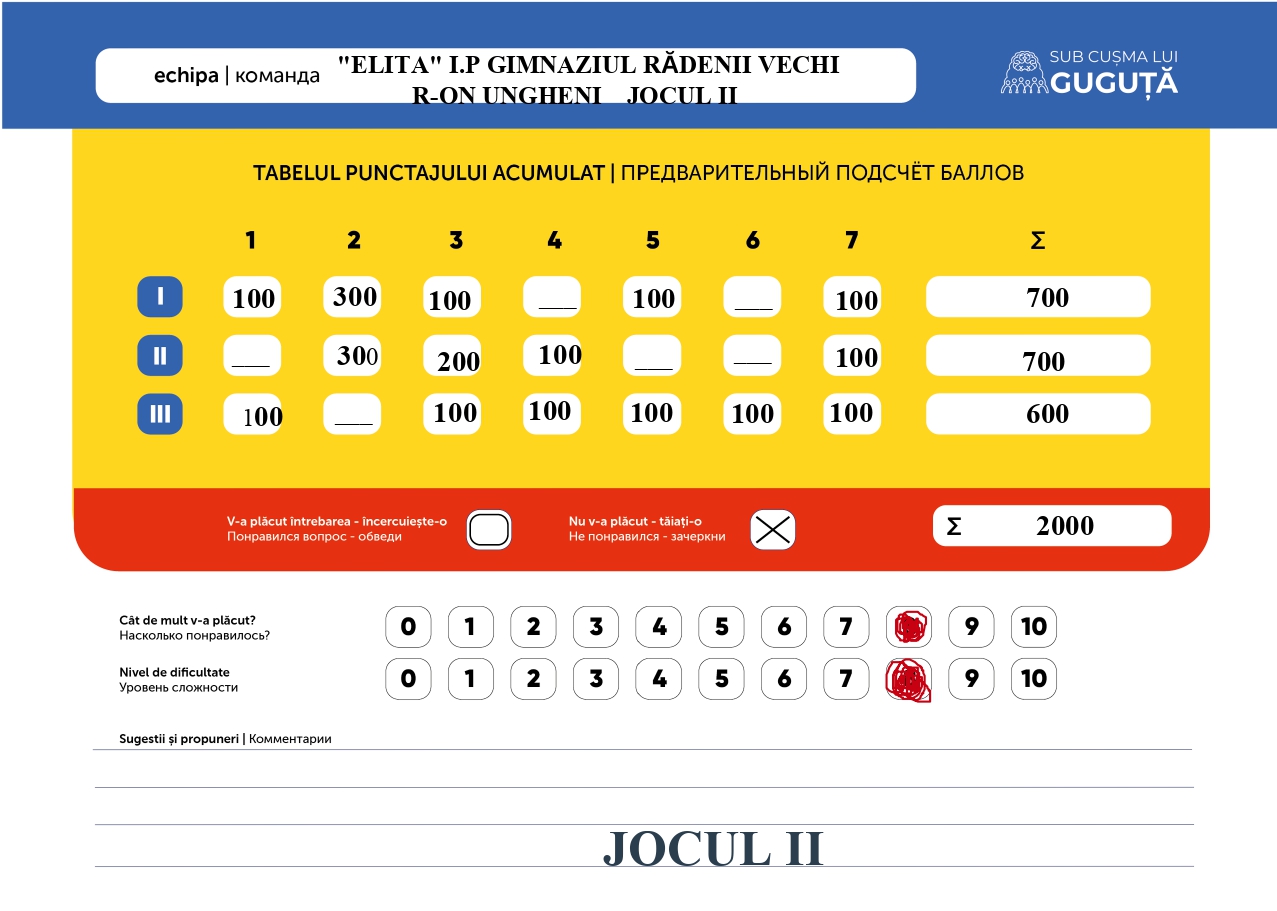 echipa | команда "ELITA" I.P GIMNAZIUL RĂDENII VECHI
R-ON UNGHENI JOCUL II
SUB CUȘMA LUI
GUGUȚĂ
TABELUL PUNCTAJULUI ACUMULAT | ПРЕДВАРИТЕЛЬНЫЙ ПОДСЧЁТ БАЛЛОВ
1 2 3 4 5 6 7 Σ
I 100 300 100 ___ 100 ___ 100 700
II ___ 300 200 100 ___ ___ 100 700
III 100 ___ 100 100 100 100 100 600
V-a plăcut întrebarea - încercuiește-o
Понравился вопрос - обведи
Nu v-a plăcut - tăiați-o
Не понравился - зачеркни
Σ 2000
Cât de mult v-a plăcut?
Насколько понравилось?
0 1 2 3 4 5 6 7 9 10
Nivel de dificultate
Уровень сложности
0 1 2 3 4 5 6 7 9 10
Sugestii și propuneri | Комментарии
JOCUL II